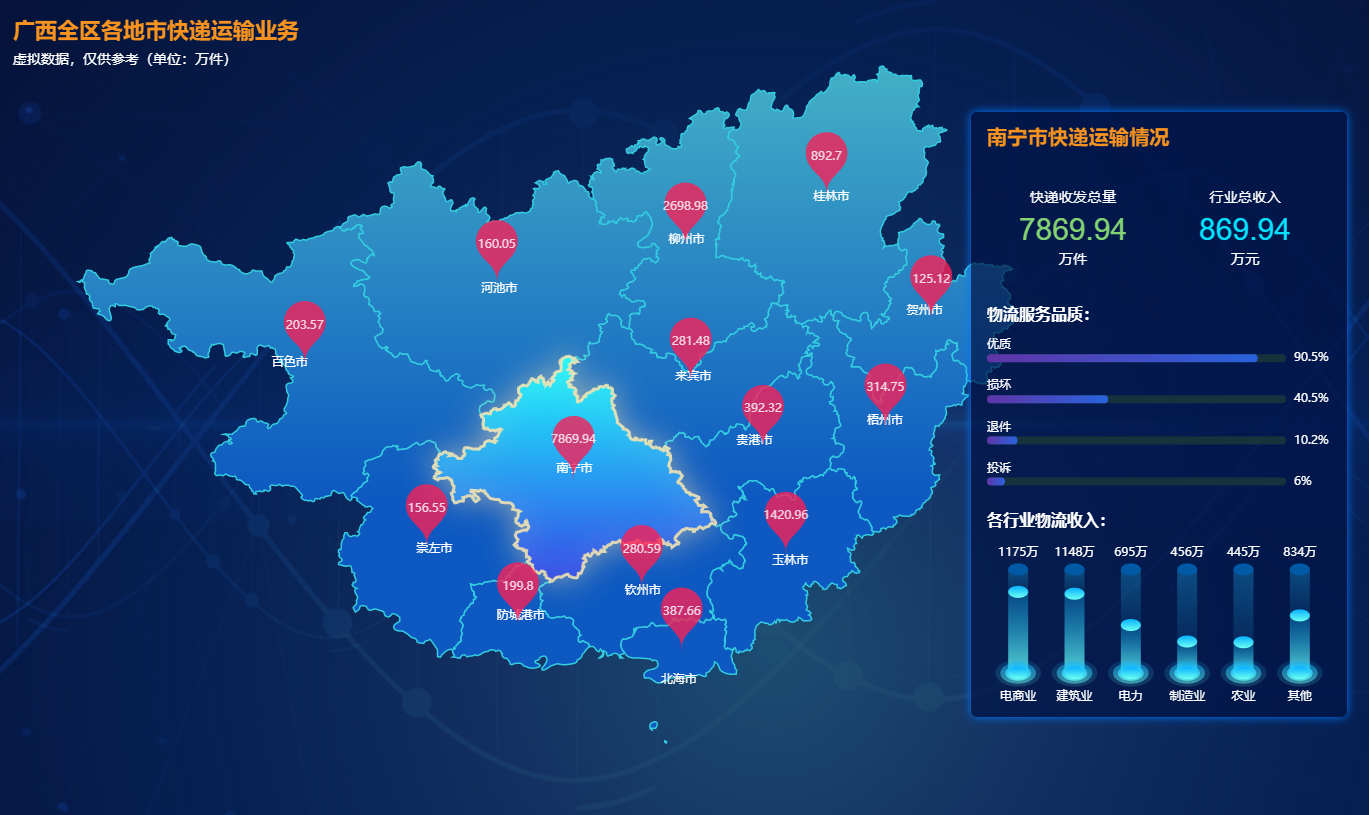 广西全区各地市快递运输业务
虚拟数据，仅供参考（单位：万件）
892.7
桂林市
2698.98
柳州市
160.05
河池市
125.12
贺州市
203.57
百色市
281.48
来宾市
314.75
梧州市
392.32
贵港市
7869.94
南宁市
156.55
崇左市
1420.96
玉林市
280.59
钦州市
199.8
防城港市
387.66
北海市
南宁市快递运输情况
快递收发总量 行业总收入
7869.94 869.94
万件 万元
物流服务品质：
优质
90.5%
损坏
40.5%
退件
10.2%
投诉
6%
各行业物流收入：
1175万 1148万 695万 456万 445万 834万
电商业 建筑业 电力 制造业 农业 其他